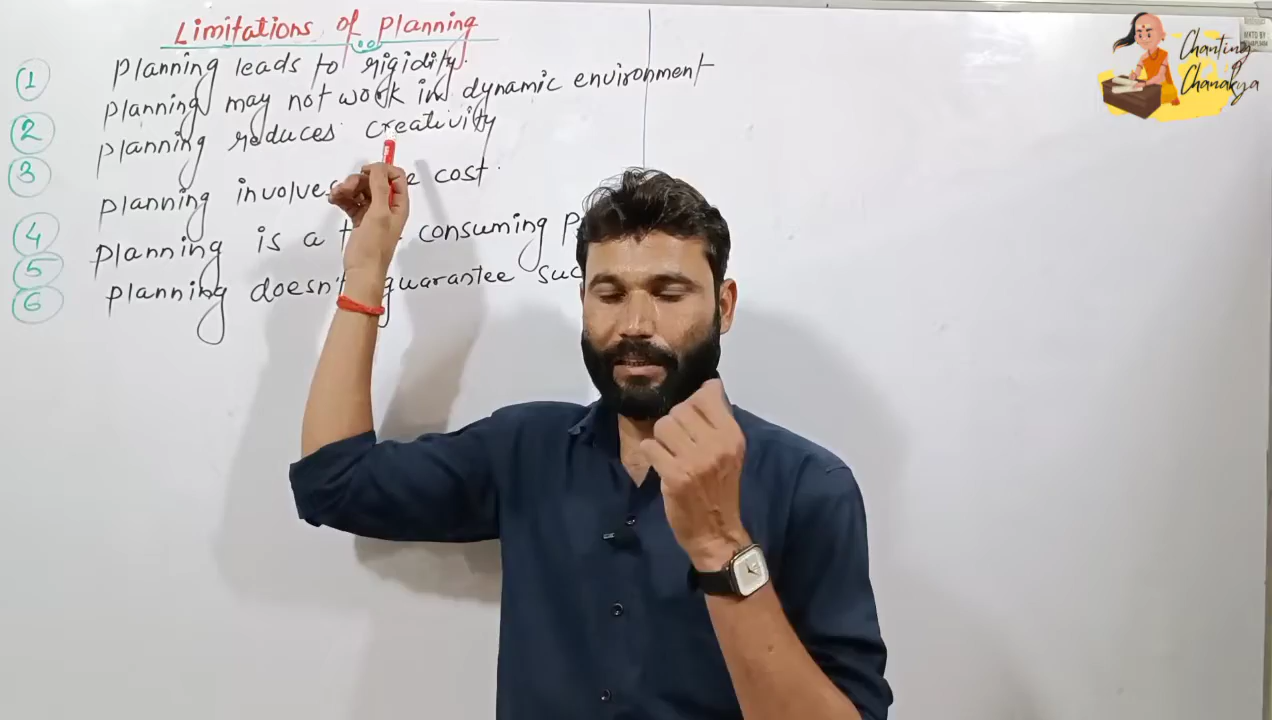 Limitations of planning
1 planning leads to rigidity.
2 planning may not work in dynamic environment
3 planning reduces creativity
4 planning involves cost.
5 planning is a consuming
6 planning doesn't guarantee
Chanting
Chanakya